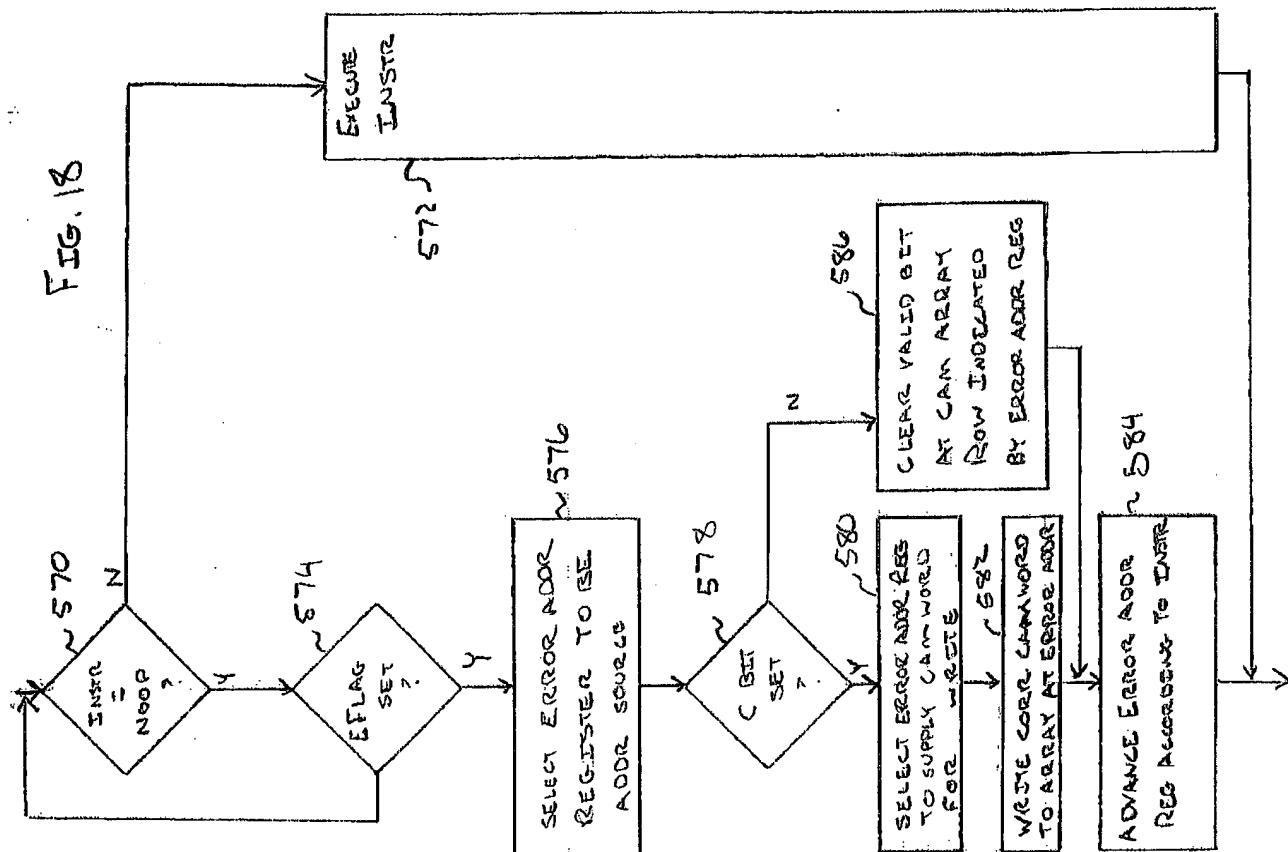 FIG. 18
570
INSTR
=
NOOP
?
N
Y
EXECUTE
INSTR
572
574
EFLAG
SET
?
Y
576
SELECT ERROR ADDR
REGISTER TO BE
ADDR SOURCE
578
C BIT
SET
?
N
Y
580
SELECT ERROR ADDR REG
TO SUPPLY CAM WORD
FOR WRITE
582
WRITE CORR CAM WORD
TO ARRAY AT ERROR ADDR
586
CLEAR VALID BIT
AT CAM ARRAY
ROW INDICATED
BY ERROR ADDR REG
584
ADVANCE ERROR ADDR
REG ACCORDING TO INSTR